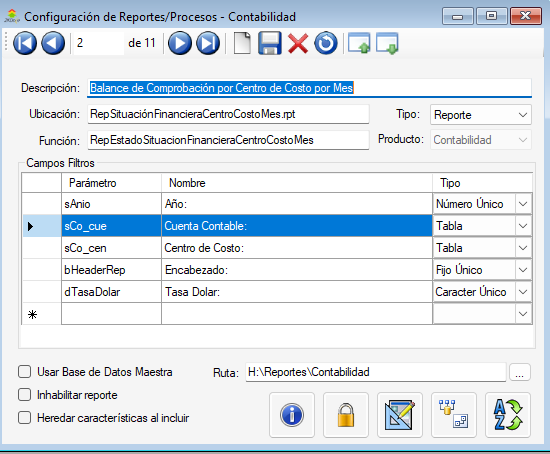 Configuración de Reportes/Procesos - Contabilidad
2 de 11
Descripción: Balance de Comprobación por Centro de Costo por Mes
Ubicación: RepSituaciónFinancieraCentroCostoMes.rpt Tipo: Reporte
Función: RepEstadoSituacionFinancieraCentroCostoMes Producto: Contabilidad
Campos Filtros
Parámetro Nombre Tipo
sAnio Año: Número Único
sCo_cue Cuenta Contable: Tabla
sCo_cen Centro de Costo: Tabla
bHeaderRep Encabezado: Fijo Único
dTasaDolar Tasa Dolar: Caracter Único
Usar Base de Datos Maestra Ruta: H:\Reportes\Contabilidad ...
Inhabilitar reporte
Heredar características al incluir
A
Z